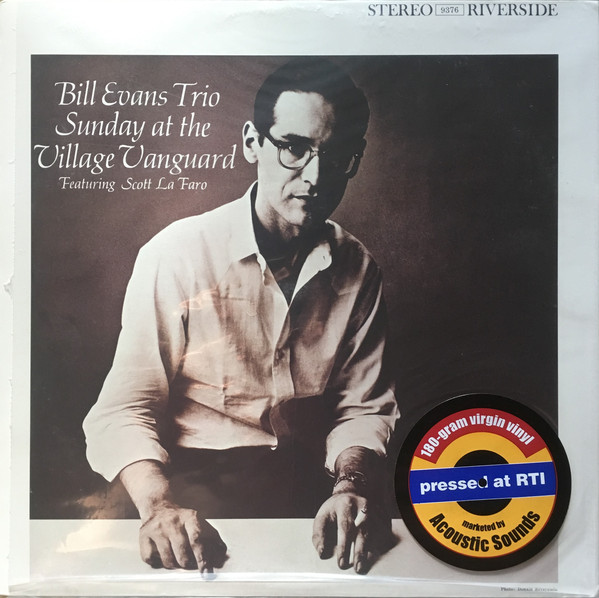 STEREO 9376 RIVERSIDE
Bill Evans Trio
Sunday at the
Village Vanguard
Featuring Scott La Faro
180-gram virgin vinyl
pressed at RTI
marketed by
Acoustic Sounds